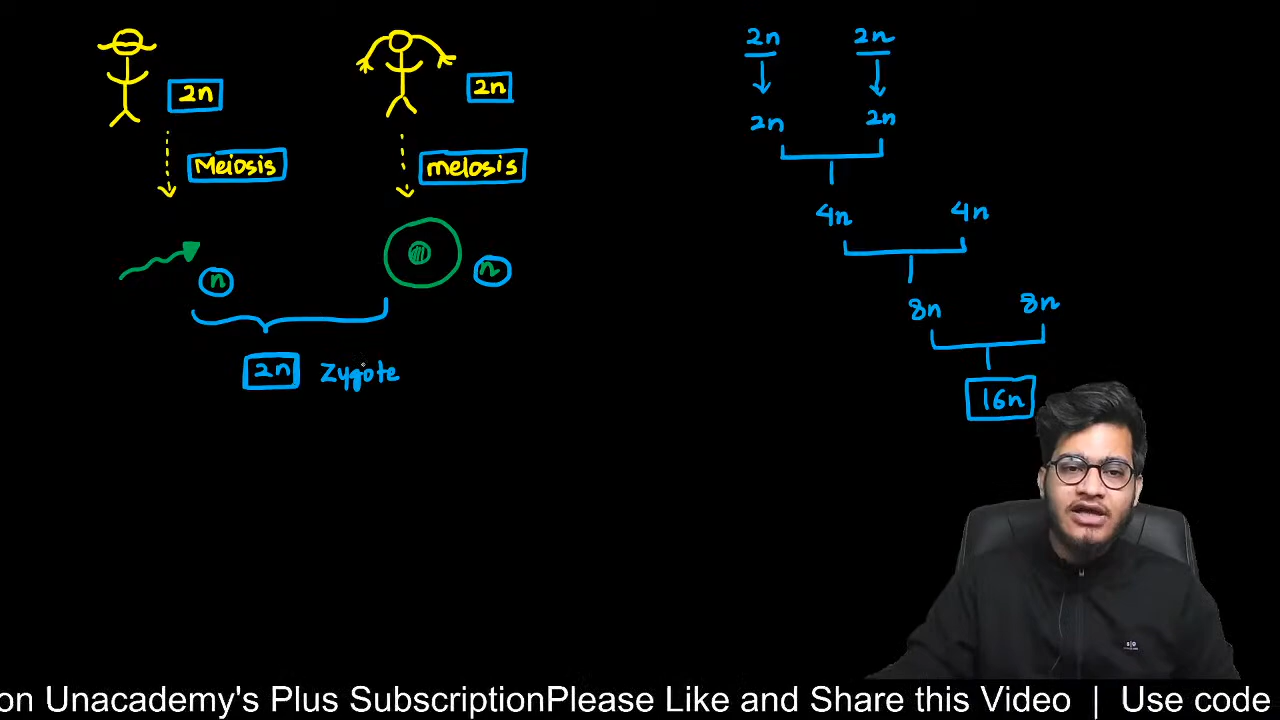 2n 2n
Meiosis meIosis
n n
2n Zygote
2n 2n
2n 2n
4n 4n
8n 8n
16n
on Unacademy's Plus SubscriptionPlease Like and Share this Video | Use code